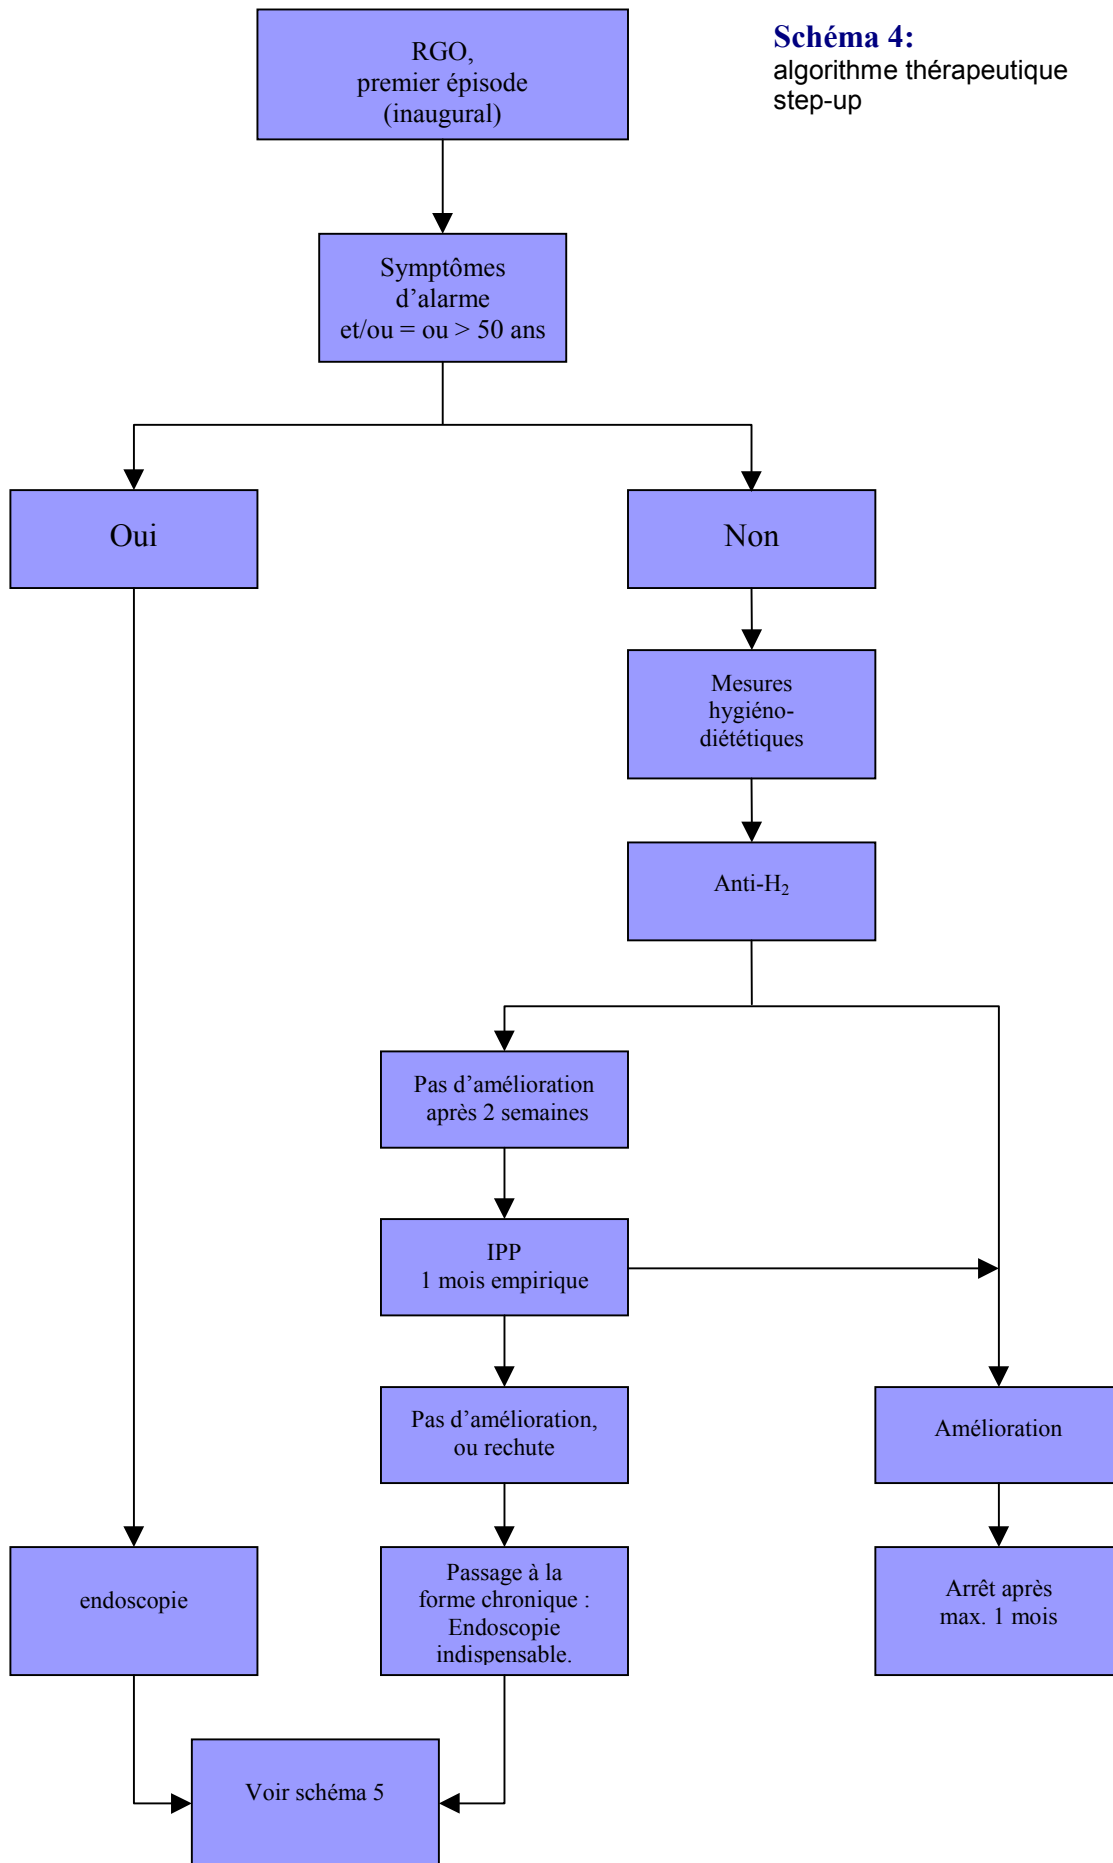 Schéma 4:
algorithme thérapeutique
step-up
RGO,
premier épisode
(inaugural)
Symptômes
d’alarme
et/ou = ou > 50 ans
Oui
Non
Mesures
hygiéno-
diététiques
Anti-H₂
Pas d’amélioration
après 2 semaines
IPP
1 mois empirique
Pas d’amélioration,
ou rechute
Amélioration
endoscopie
Passage à la
forme chronique :
Endoscopie
indispensable.
Arrêt après
max. 1 mois
Voir schéma 5